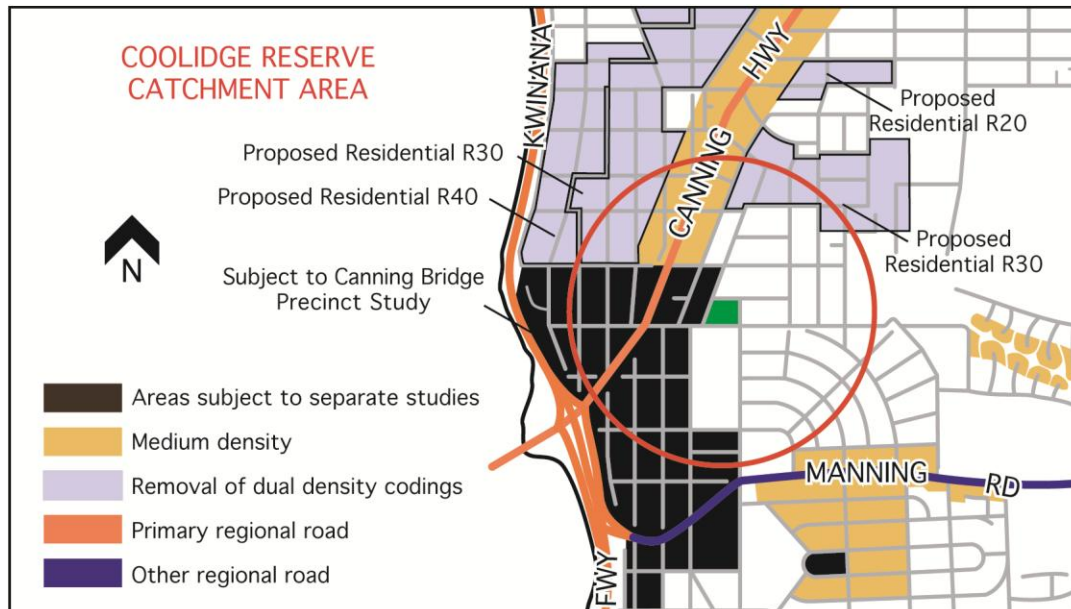 COOLIDGE RESERVE
CATCHMENT AREA
KWINANA
CANNING
HWY
Proposed
Residential R20
Proposed Residential R30
Proposed Residential R40
N
Subject to Canning Bridge
Precinct Study
Proposed
Residential R30
Areas subject to separate studies
Medium density
Removal of dual density codings
Primary regional road
Other regional road
MANNING
RD
FWY